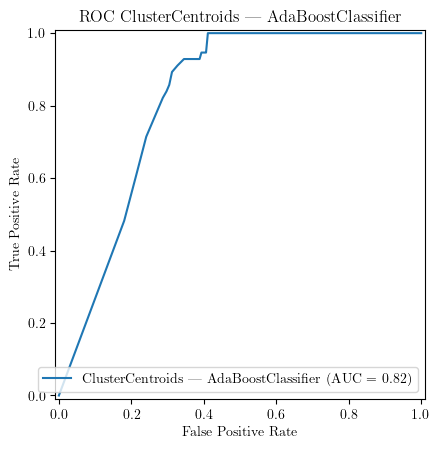 ROC ClusterCentroids — AdaBoostClassifier
True Positive Rate
1.0
0.8
0.6
0.4
0.2
0.0
ClusterCentroids — AdaBoostClassifier (AUC = 0.82)
0.0 0.2 0.4 0.6 0.8 1.0
False Positive Rate